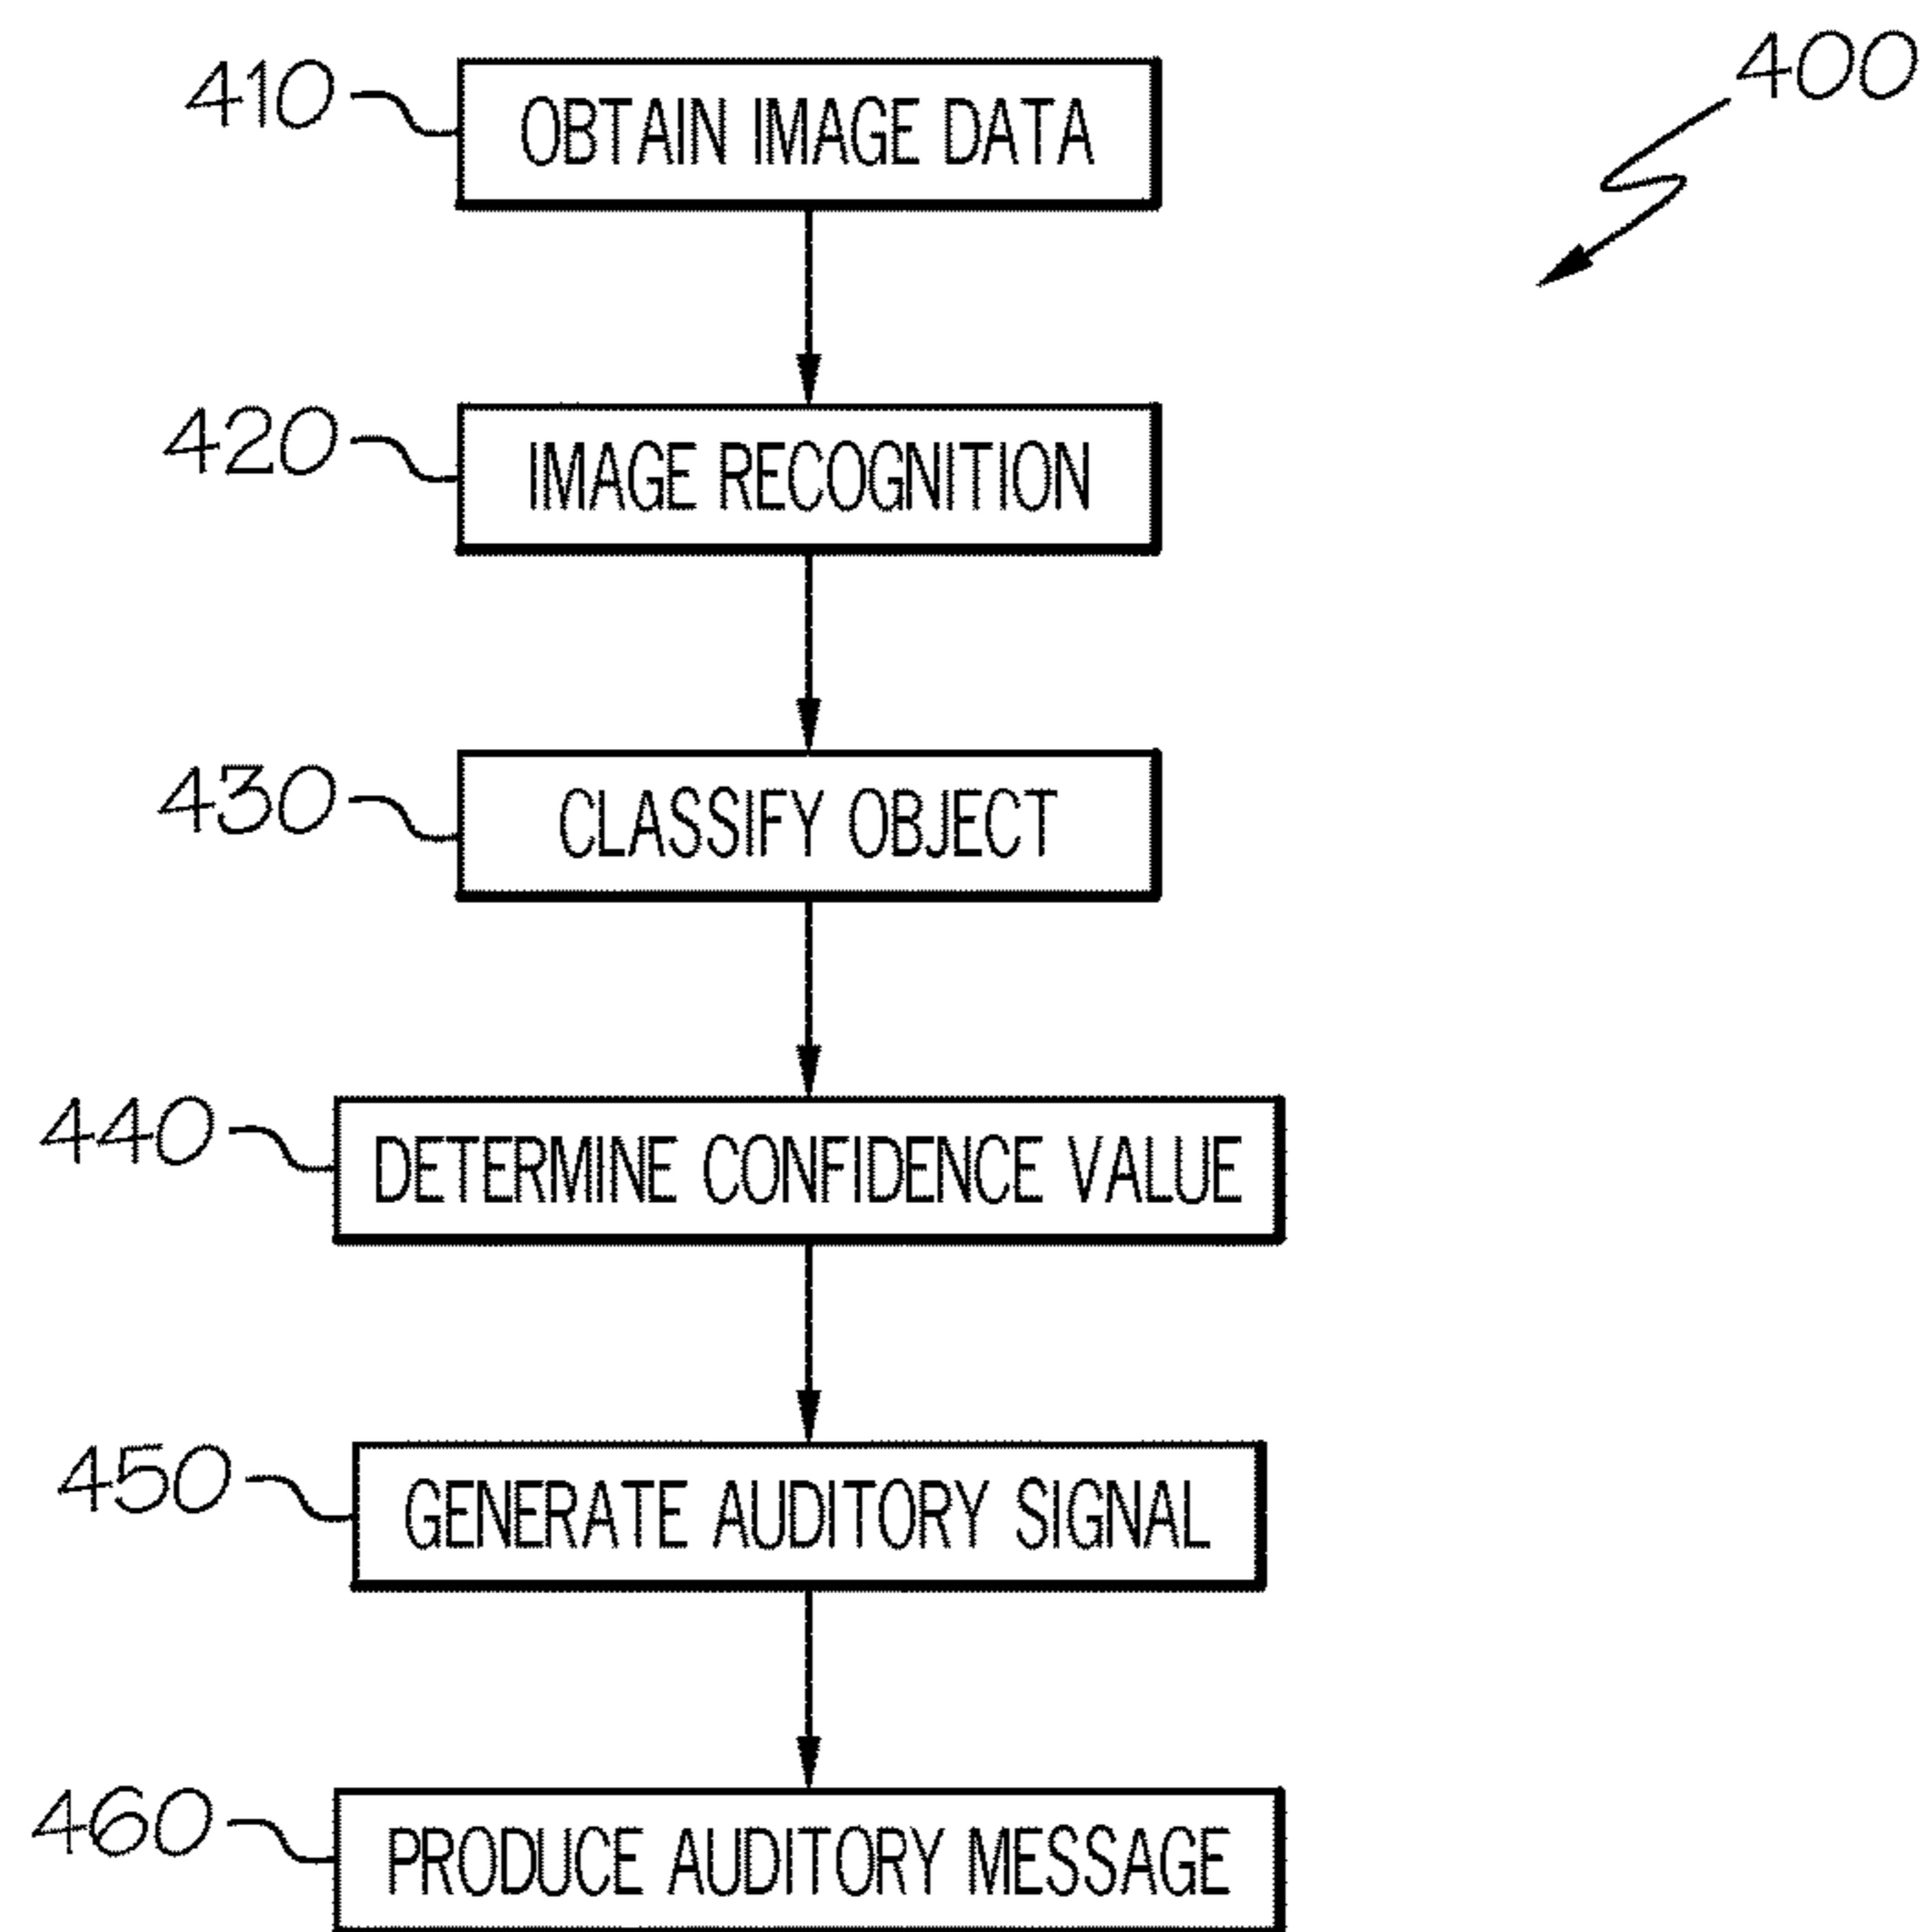 400
410 OBTAIN IMAGE DATA
420 IMAGE RECOGNITION
430 CLASSIFY OBJECT
440 DETERMINE CONFIDENCE VALUE
450 GENERATE AUDITORY SIGNAL
460 PRODUCE AUDITORY MESSAGE